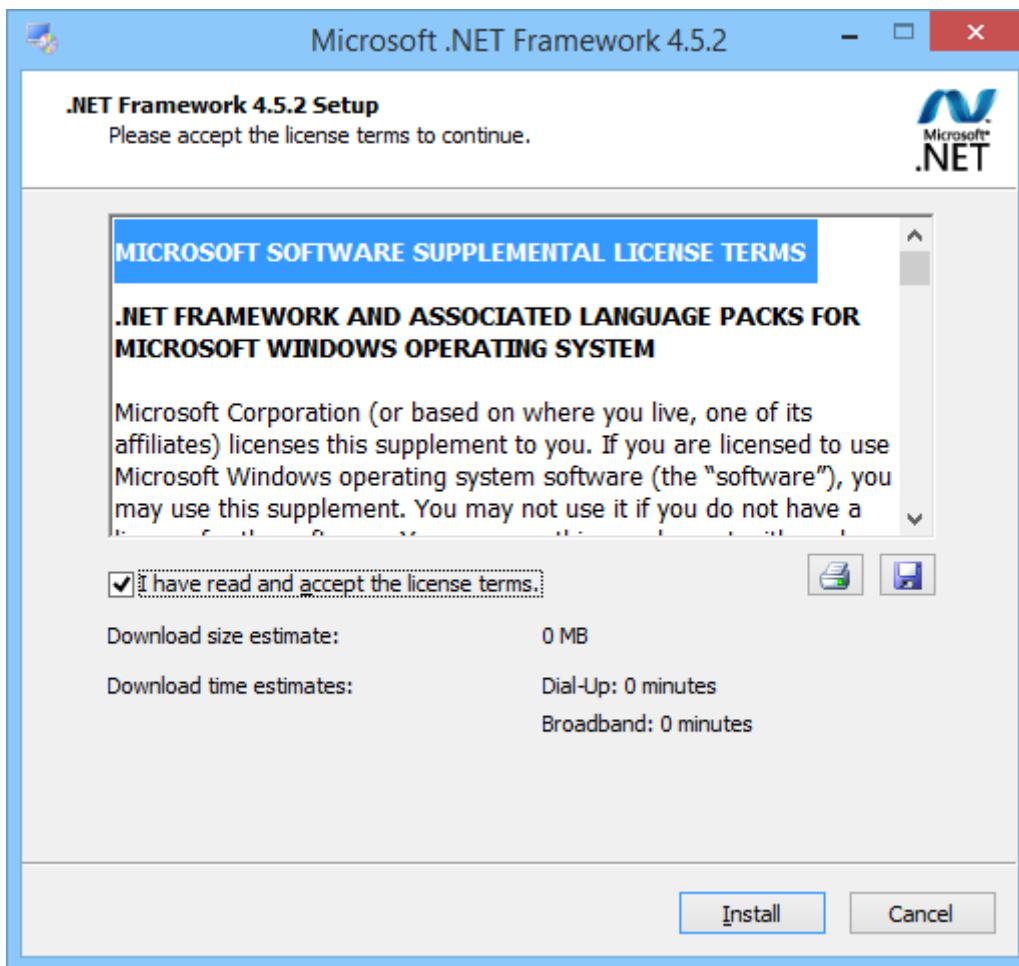 Microsoft .NET Framework 4.5.2
.NET Framework 4.5.2 Setup
Please accept the license terms to continue.
Microsoft®
.NET
MICROSOFT SOFTWARE SUPPLEMENTAL LICENSE TERMS
.NET FRAMEWORK AND ASSOCIATED LANGUAGE PACKS FOR
MICROSOFT WINDOWS OPERATING SYSTEM
Microsoft Corporation (or based on where you live, one of its
affiliates) licenses this supplement to you. If you are licensed to use
Microsoft Windows operating system software (the “software”), you
may use this supplement. You may not use it if you do not have a
I have read and accept the license terms.
Download size estimate: 0 MB
Download time estimates: Dial-Up: 0 minutes
Broadband: 0 minutes
Install Cancel